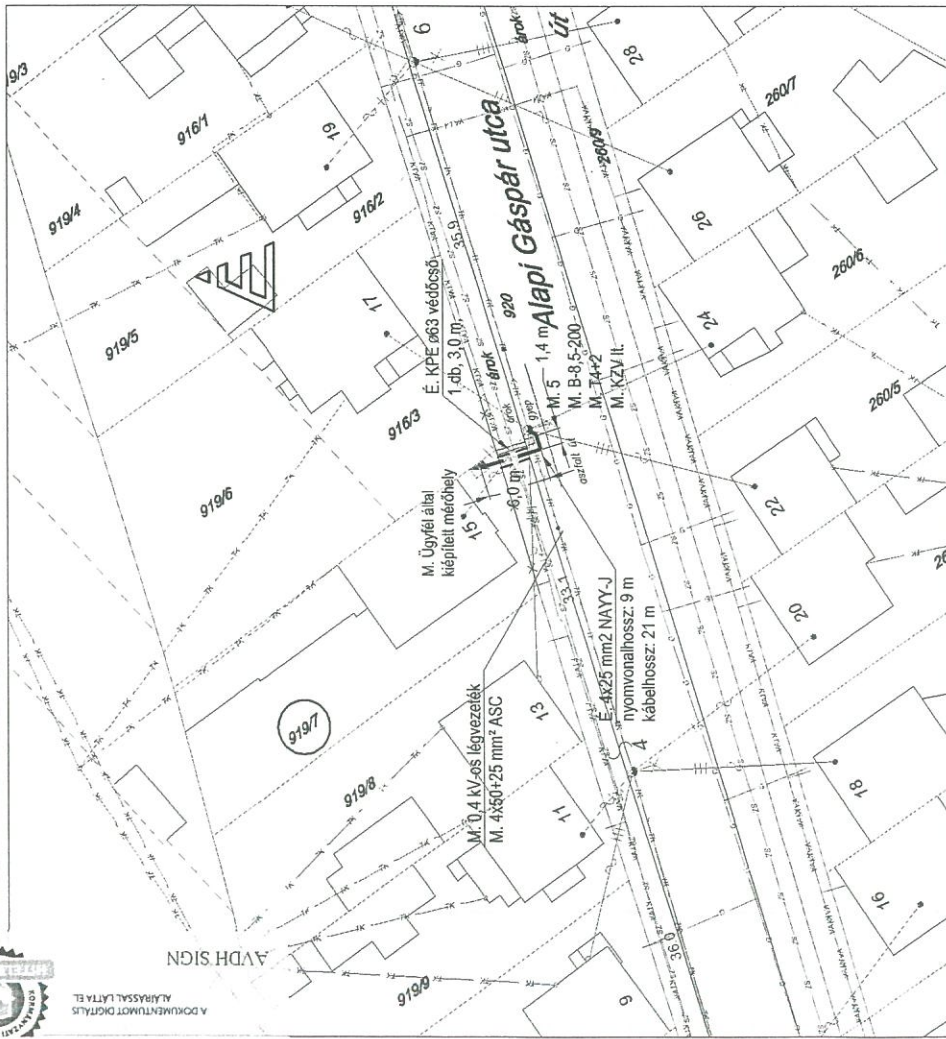 A DOKUMENTUMOT DIGITÁLIS
ALÁÍRÁSSAL LÁTTA EL
KORMÁNYZATI
AVDH SIGN
919/3
916/1
919/4
916/2
919/5
916/3
919/6
919/7
919/8
919/9
19
17
15
13
11
9
6
É
É. KPE ø63 védőcső
1 db, 3,0 m,
M. Ügyfél által
kiépített mérőhely
6,0 m
35,9
33,1
36,0
920
árok
árok
árok
gyep
aszfalt út
1,4 m
Alapi Gáspár utca
út
M. 5
M. B-8,5-200
M. T4+2
M. KZV lt.
M. 0,4 kV-os légvezeték
M. 4x50+25 mm² ASC
É. 4x25 mm2 NAYY-J
nyomvonalhossz: 9 m
kábelhossz: 21 m
4
28
26
24
22
20
18
16
260/9
260/7
260/6
260/5